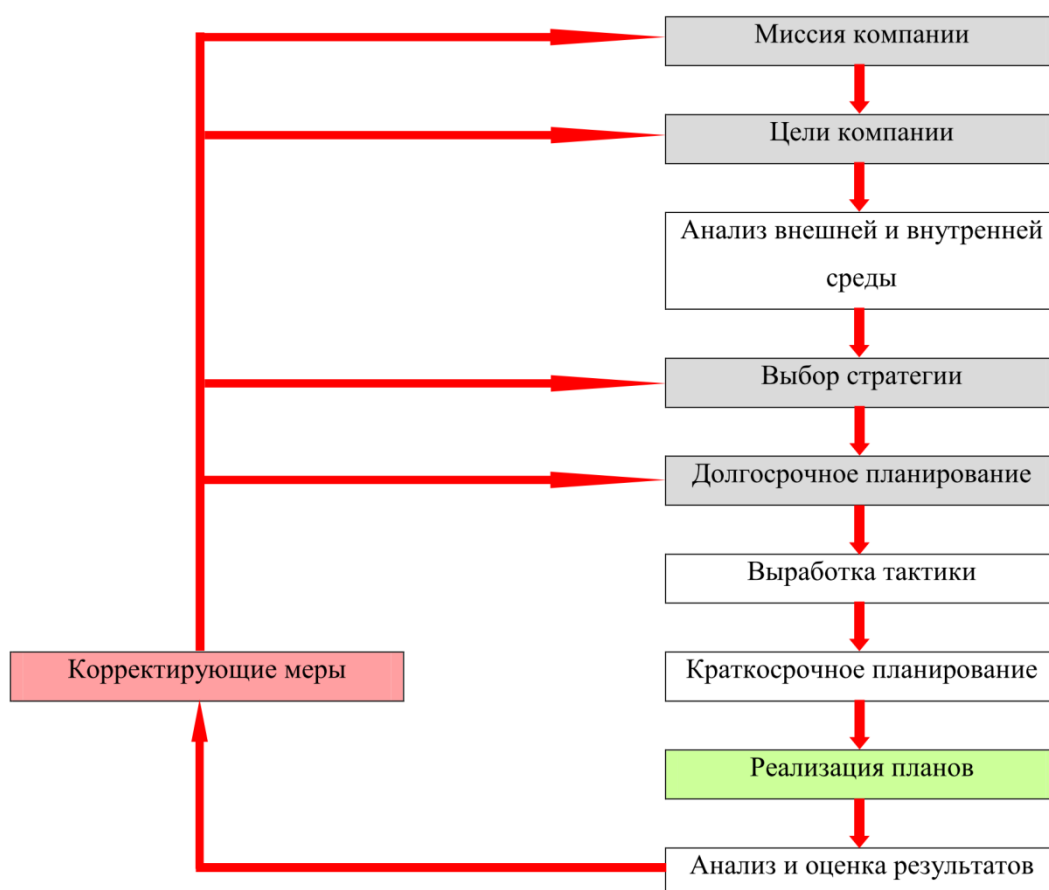 Миссия компании
Цели компании
Анализ внешней и внутренней
среды
Выбор стратегии
Долгосрочное планирование
Выработка тактики
Корректирующие меры
Краткосрочное планирование
Реализация планов
Анализ и оценка результатов